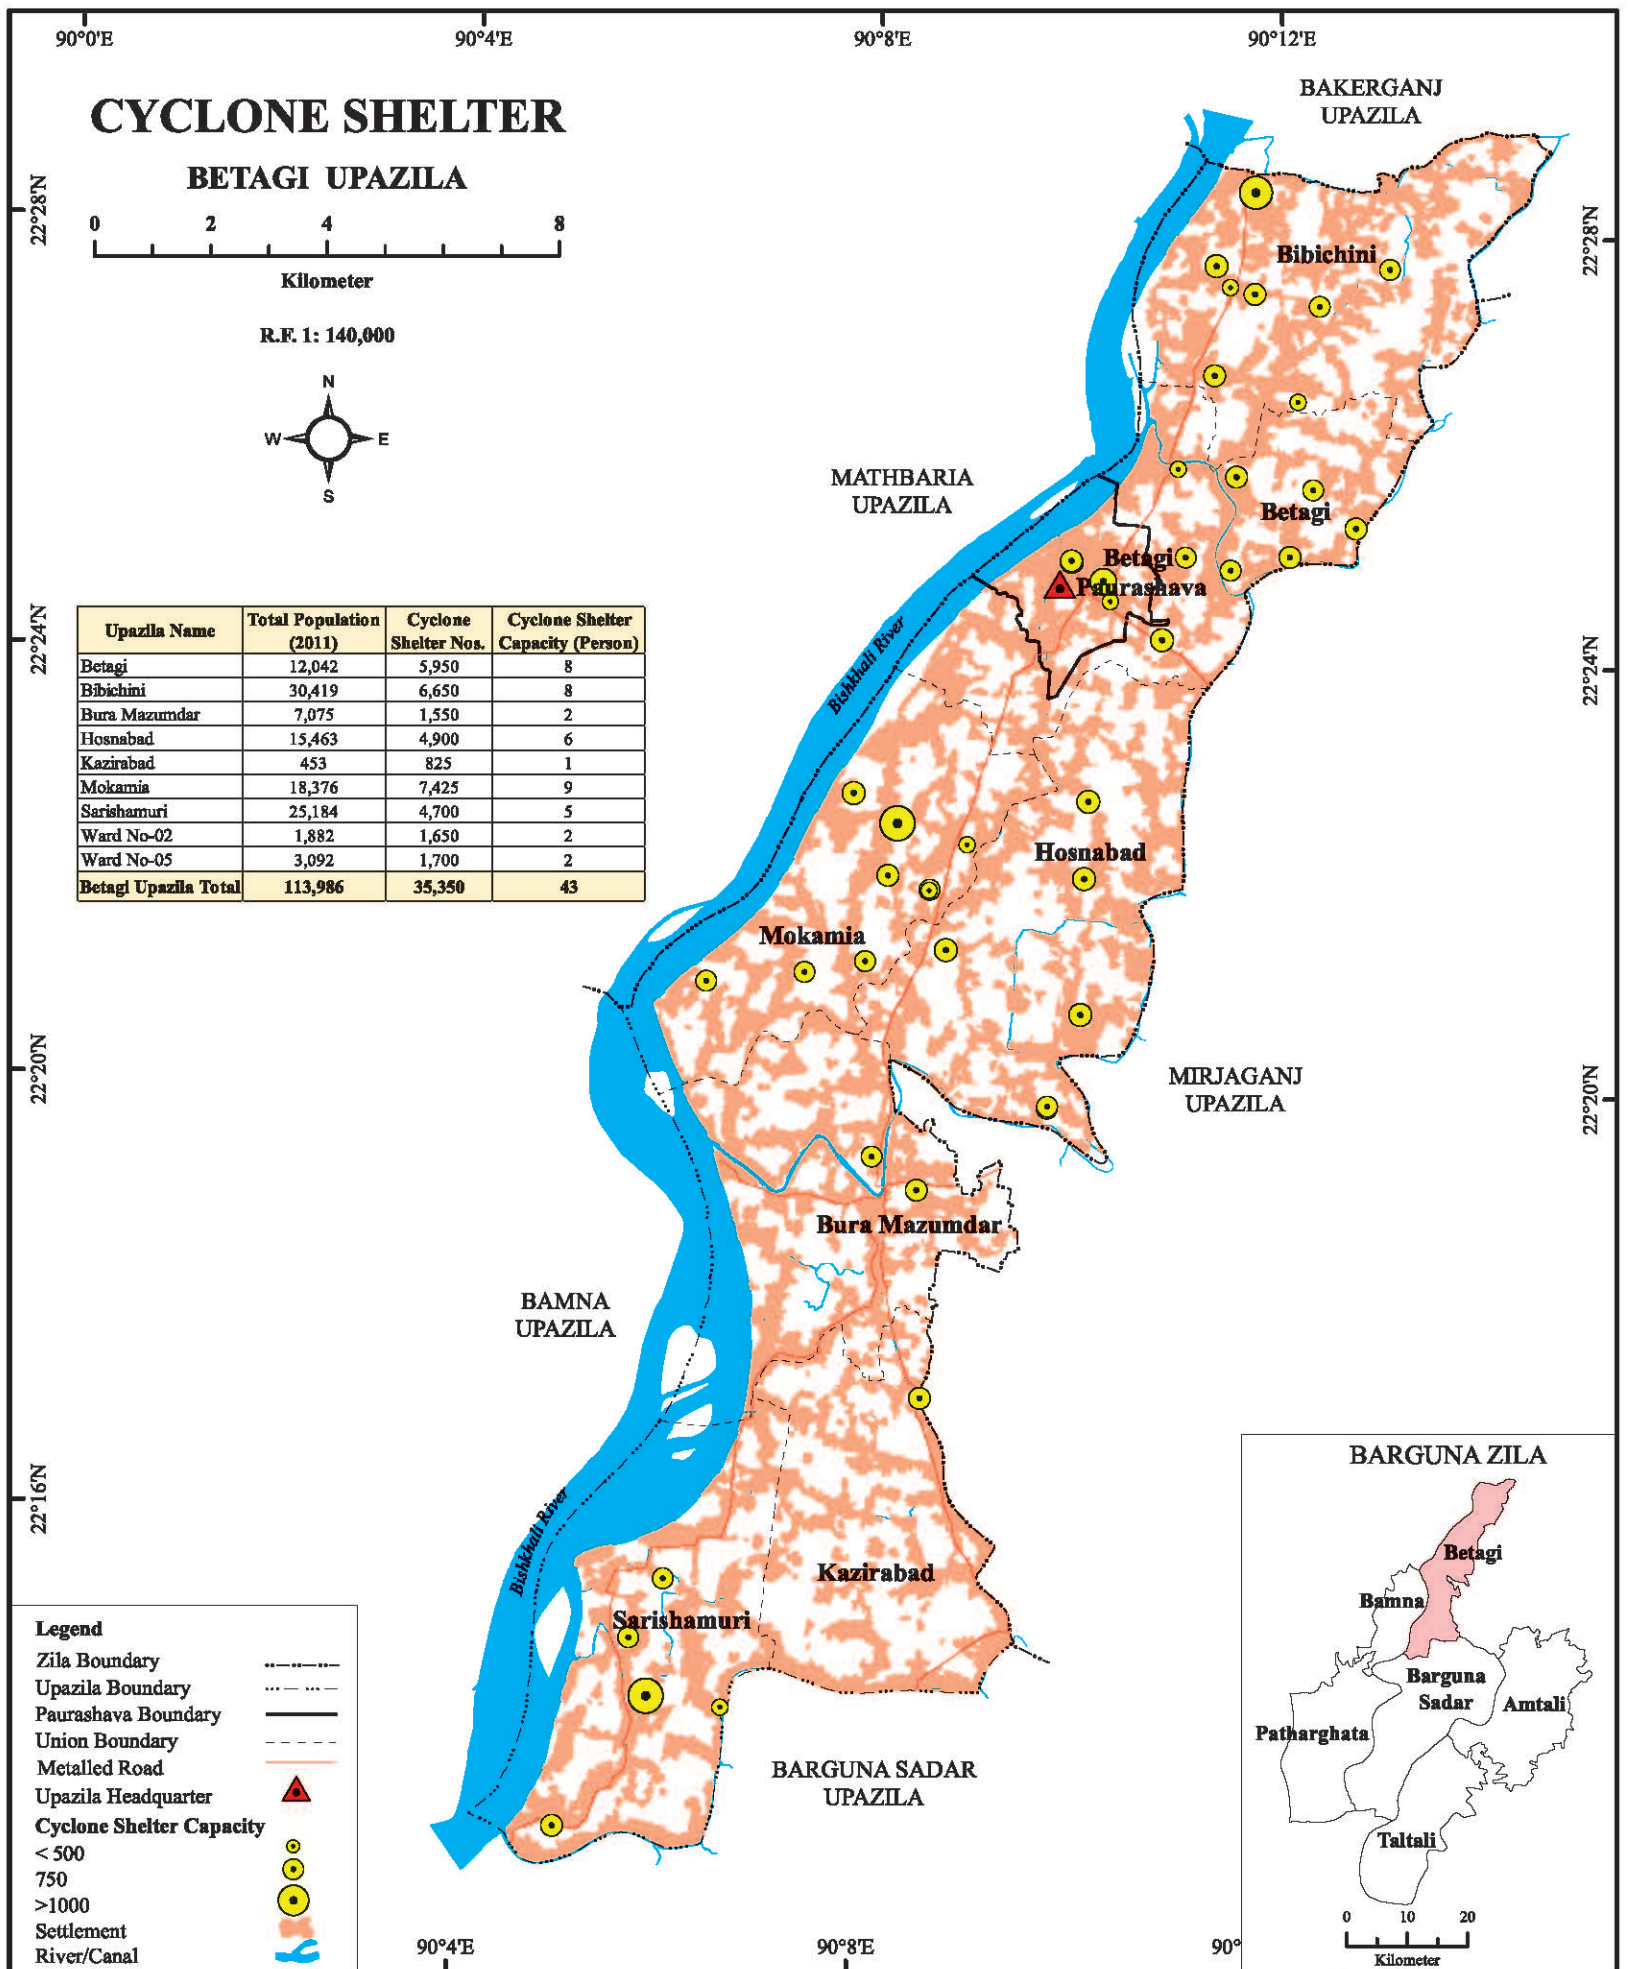 90°0'E 90°4'E 90°8'E 90°12'E
CYCLONE SHELTER
BETAGI UPAZILA
0 2 4 8
Kilometer
R.F. 1: 140,000
N
W E
S
22°28'N
22°24'N
22°20'N
22°16'N
22°28'N
22°24'N
22°20'N
BAKERGANJ
UPAZILA
Bibichini
MATHBARIA
UPAZILA
Betagi
Betagi
Paurashava
Bishkhali River
Upazila Name Total Population (2011) Cyclone Shelter Nos. Cyclone Shelter Capacity (Person)
Betagi 12,042 5,950 8
Bibichini 30,419 6,650 8
Bura Mazumdar 7,075 1,550 2
Hosnabad 15,463 4,900 6
Kazirabad 453 825 1
Mokamia 18,376 7,425 9
Sarishamuri 25,184 4,700 5
Ward No-02 1,882 1,650 2
Ward No-05 3,092 1,700 2
Betagi Upazila Total 113,986 35,350 43
Hosnabad
Mokamia
MIRJAGANJ
UPAZILA
Bura Mazumdar
BAMNA
UPAZILA
Bishkhali River
Kazirabad
Sarishamuri
BARGUNA SADAR
UPAZILA
Legend
Zila Boundary
Upazila Boundary
Paurashava Boundary
Union Boundary
Metalled Road
Upazila Headquarter
Cyclone Shelter Capacity
< 500
750
>1000
Settlement
River/Canal
BARGUNA ZILA
Betagi
Bamna
Barguna
Sadar
Amtali
Patharghata
Taltali
0 10 20
Kilometer
90°4'E 90°8'E 90°